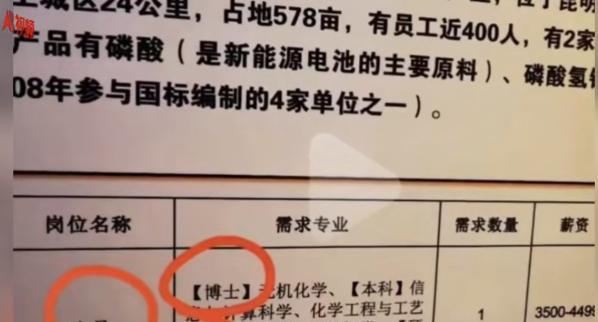 人视频
主城区24公里，占地578亩，有员工近400人，有2家
产品有磷酸（是新能源电池的主要原料）、磷酸氢
08年参与国标编制的4家单位之一）。
岗位名称 需求专业 需求数量 薪资
【博士】无机化学、【本科】信
计算科学、化学工程与工艺 1 3500-4499